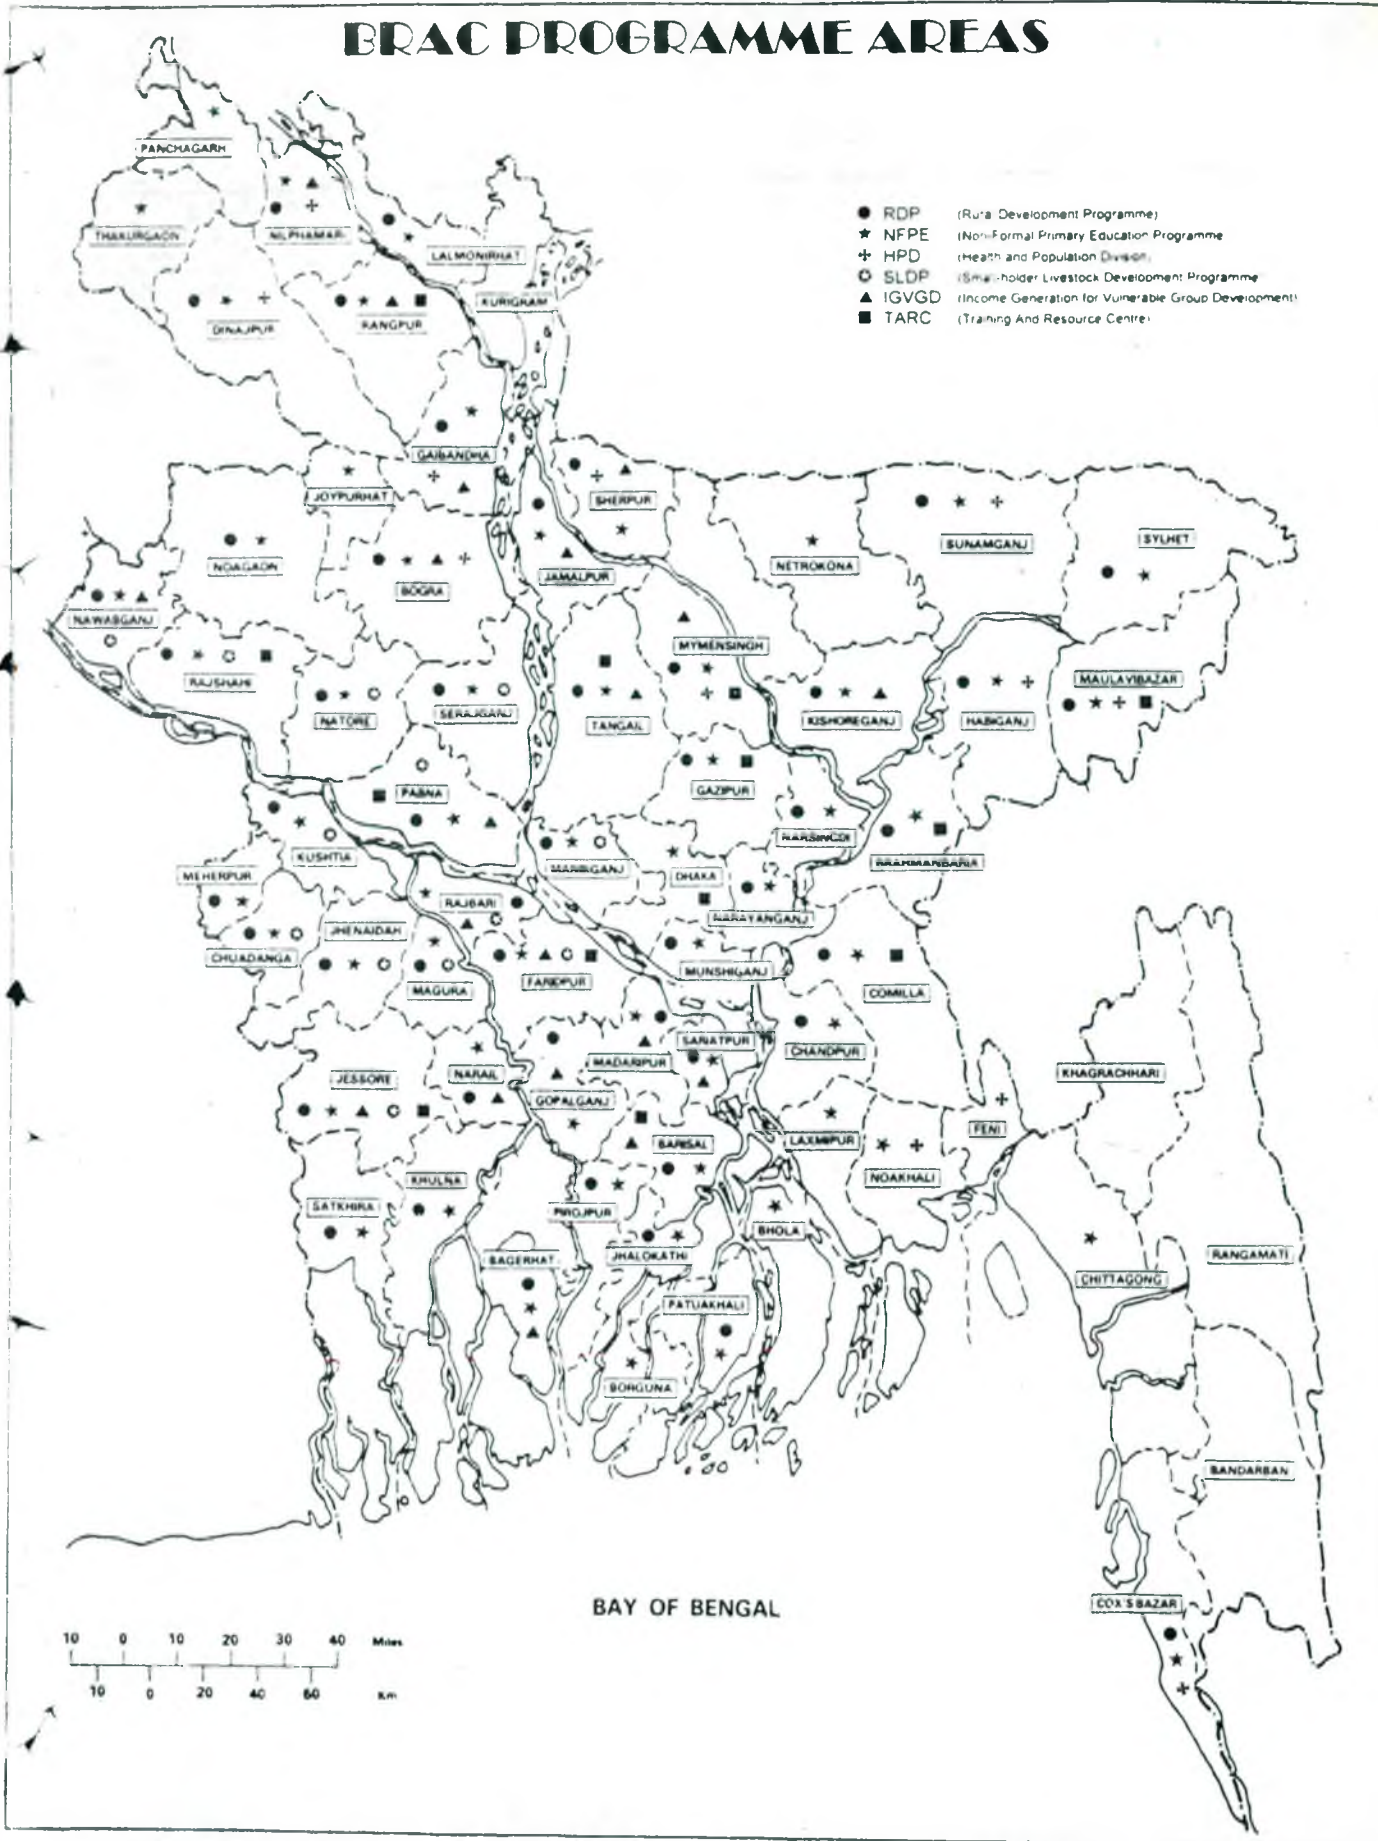 BRAC PROGRAMME AREAS
PANCHAGARH
THAKURGAON
NILPHAMARI
LALMONIRHAT
KURIGRAM
DINAJPUR
RANGPUR
RDP (Rural Development Programme)
NFPE (Non-Formal Primary Education Programme
HPD (Health and Population Division)
SLDP (Small-holder Livestock Development Programme
IGVGD (Income Generation for Vulnerable Group Development)
TARC (Training And Resource Centre)
GAIBANDHA
JOYPURHAT
SHERPUR
NOAGAON
BOGRA
JAMALPUR
NETROKONA
SUNAMGANJ
SYLHET
NAWABGANJ
RAJSHAHI
NATORE
SERAJGANJ
TANGAIL
MYMENSINGH
KISHOREGANJ
HABIGANJ
MAULAVIBAZAR
PABNA
GAZIPUR
NARSINGDI
BRAHMANBARIA
KUSHTIA
MANIKGANJ
DHAKA
NARAYANGANJ
MEHERPUR
RAJBARI
CHUADANGA
JHENAIDAH
MAGURA
FARIDPUR
MUNSHIGANJ
COMILLA
JESSORE
NARAIL
GOPALGANJ
MADARIPUR
SARIATPUR
CHANDPUR
KHAGRACHHARI
BARISAL
LAXMIPUR
NOAKHALI
FENI
SATKHIRA
KHULNA
PIROJPUR
BAGERHAT
JHALOKATHI
BHOLA
PATUAKHALI
BORGUNA
CHITTAGONG
RANGAMATI
BANDARBAN
COX'S BAZAR
BAY OF BENGAL
10 0 10 20 30 40 Miles
10 0 20 40 60 Km